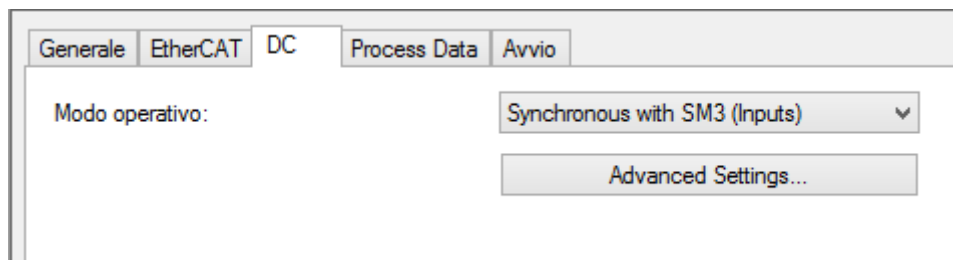 Generale EtherCAT DC Process Data Avvio
Modo operativo: Synchronous with SM3 (Inputs)
Advanced Settings...